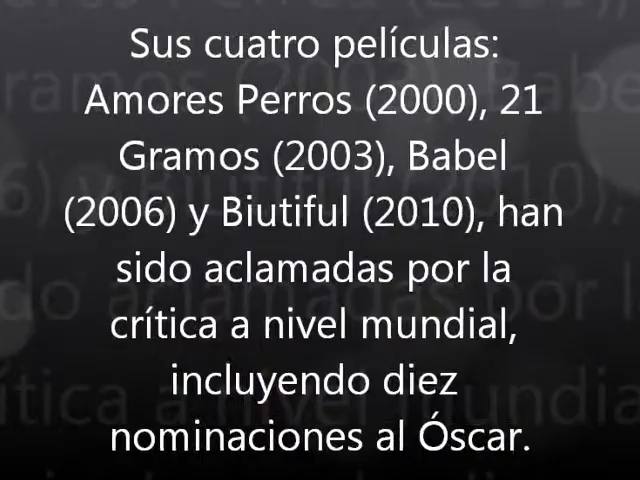 Sus cuatro películas:
Amores Perros (2000), 21
Gramos (2003), Babel
(2006) y Biutiful (2010), han
sido aclamadas por la
crítica a nivel mundial,
incluyendo diez
nominaciones al Óscar.